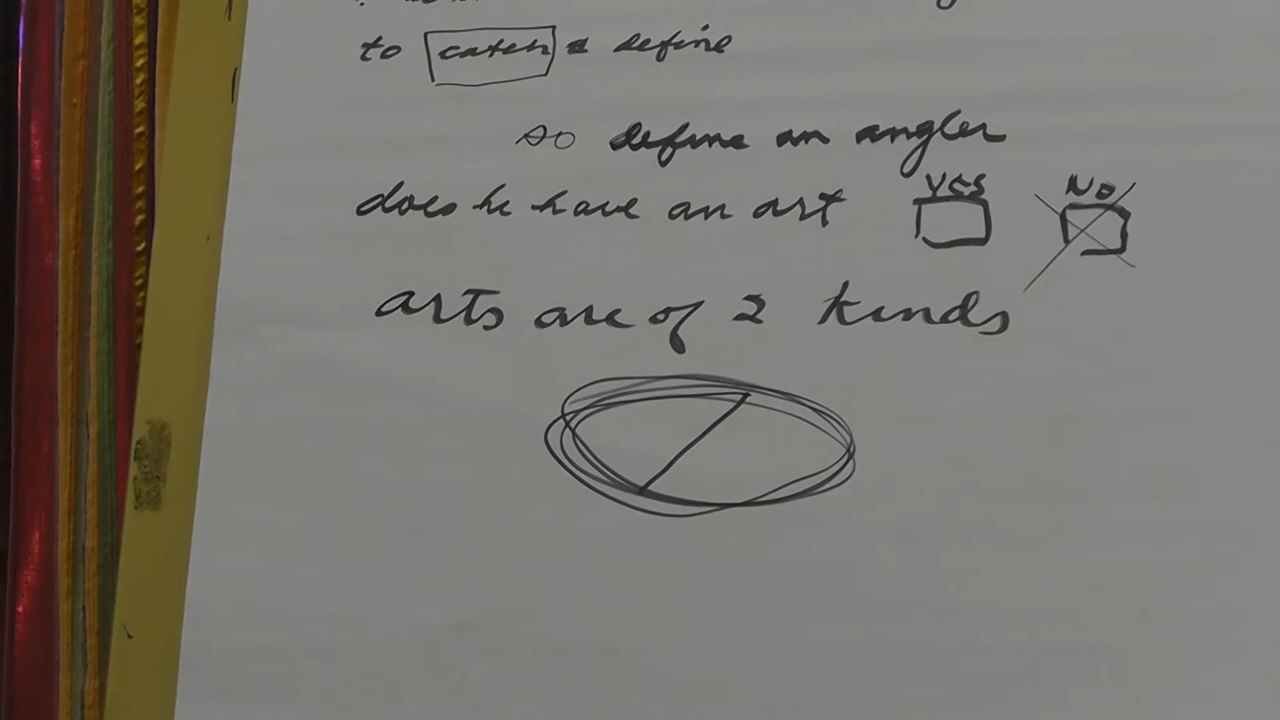 to catch & define
so define an angler
YES NO
does he have an art
arts are of 2 kinds